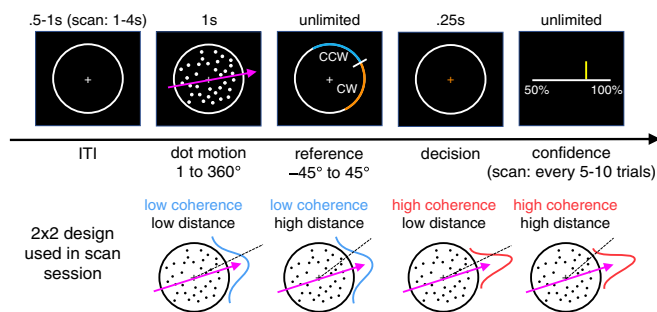 .5-1s (scan: 1-4s)
1s
unlimited
.25s
unlimited
CCW
CW
50%
100%
ITI
dot motion
1 to 360°
reference
–45° to 45°
decision
confidence
(scan: every 5-10 trials)
2x2 design
used in scan
session
low coherence
low distance
low coherence
high distance
high coherence
low distance
high coherence
high distance